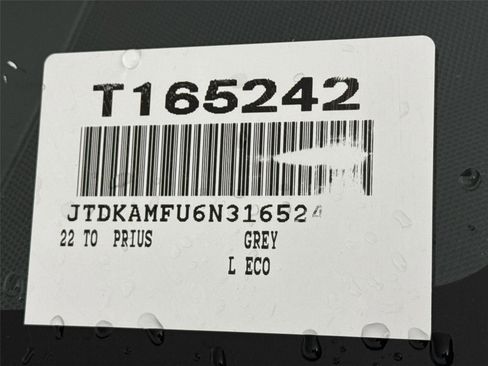 T165242
JTDKAMFU6N316524
22 TO PRIUS GREY
L ECO